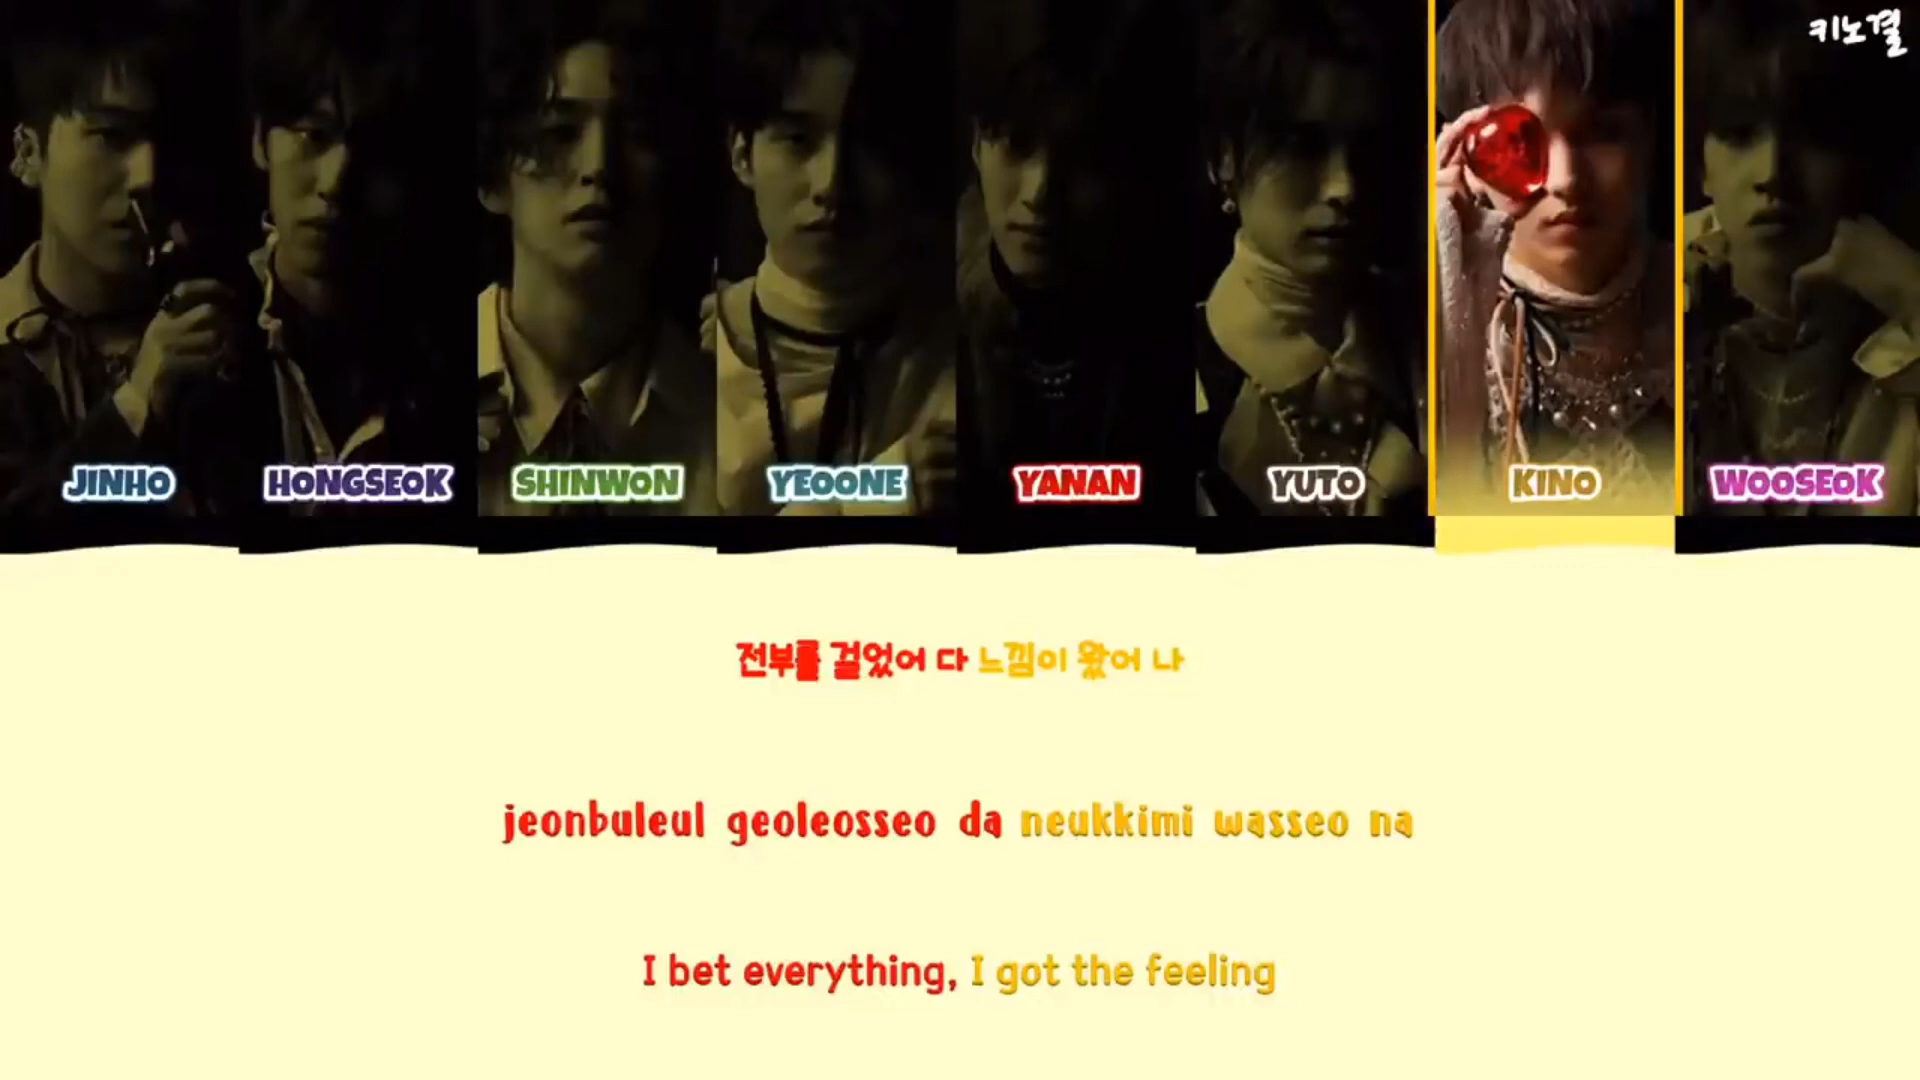 키노결
JINHO
HONGSEOK
SHINWON
YEOONE
YANAN
YUTO
KINO
WOOSEOK
전부를 걸었어 다 느낌이 왔어 나
jeonbuleul geoleosseo da neukkimi wasseo na
I bet everything, I got the feeling